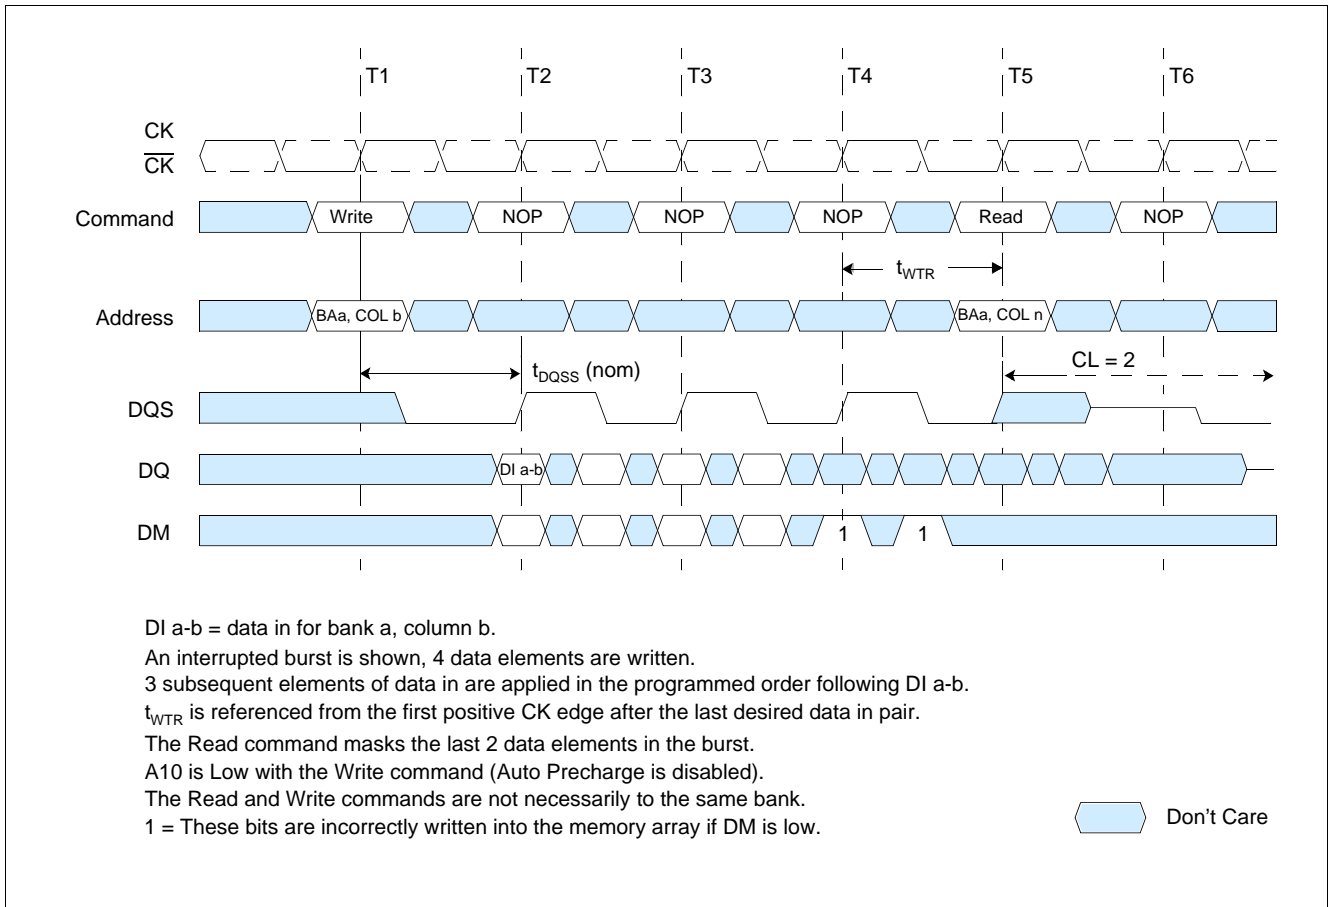 T1 T2 T3 T4 T5 T6
CK
CK
Command Write NOP NOP NOP Read NOP
tWTR
Address BAa, COL b BAa, COL n
tDQSS (nom) CL = 2
DQS
DQ DI a-b
DM 1 1
DI a-b = data in for bank a, column b.
An interrupted burst is shown, 4 data elements are written.
3 subsequent elements of data in are applied in the programmed order following DI a-b.
tWTR is referenced from the first positive CK edge after the last desired data in pair.
The Read command masks the last 2 data elements in the burst.
A10 is Low with the Write command (Auto Precharge is disabled).
The Read and Write commands are not necessarily to the same bank.
1 = These bits are incorrectly written into the memory array if DM is low.
Don't Care